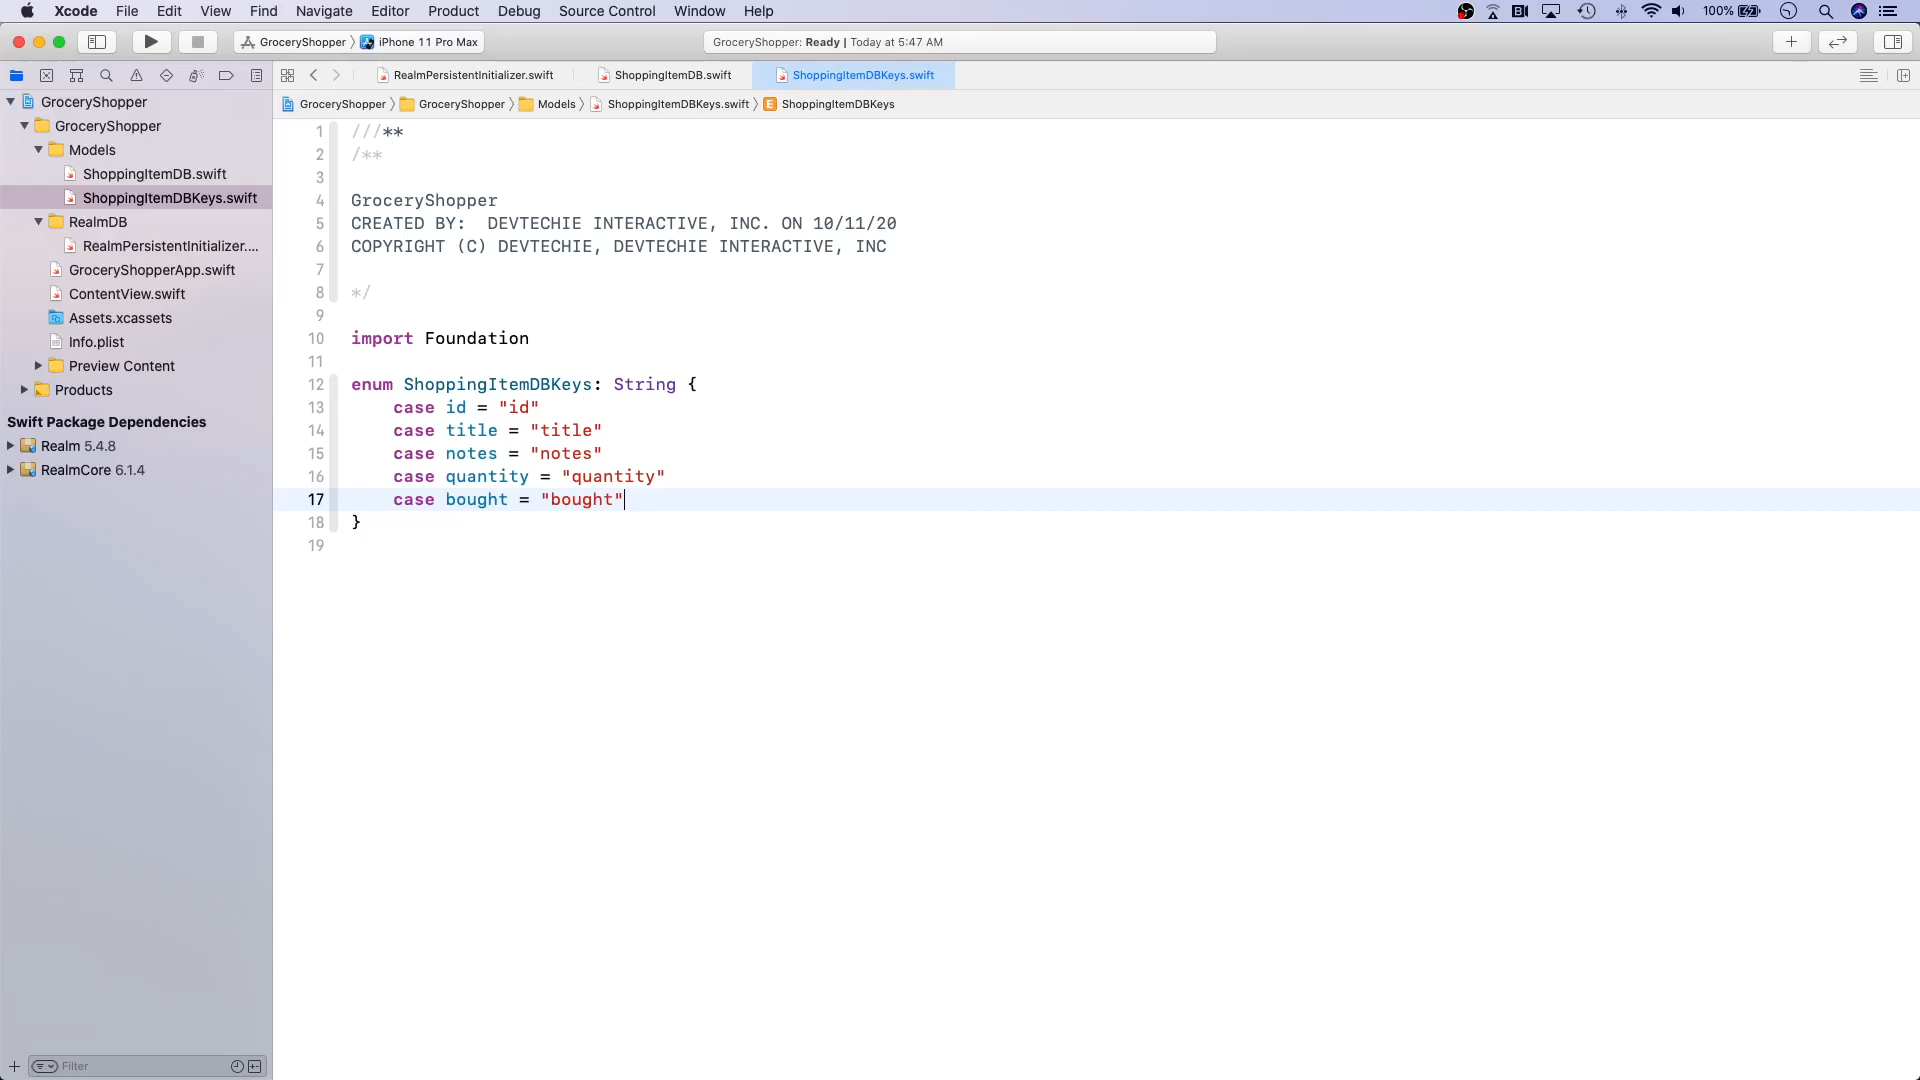 Xcode File Edit View Find Navigate Editor Product Debug Source Control Window Help 100%
GroceryShopper iPhone 11 Pro Max GroceryShopper: Ready | Today at 5:47 AM
RealmPersistentInitializer.swift ShoppingItemDB.swift ShoppingItemDBKeys.swift
GroceryShopper GroceryShopper Models ShoppingItemDBKeys.swift E ShoppingItemDBKeys
GroceryShopper
GroceryShopper
Models
ShoppingItemDB.swift
ShoppingItemDBKeys.swift
RealmDB
RealmPersistentInitializer....
GroceryShopperApp.swift
ContentView.swift
Assets.xcassets
Info.plist
Preview Content
Products
Swift Package Dependencies
Realm 5.4.8
RealmCore 6.1.4
Filter
1 ///**
2 /**
3
4 GroceryShopper
5 CREATED BY:  DEVTECHIE INTERACTIVE, INC. ON 10/11/20
6 COPYRIGHT (C) DEVTECHIE, DEVTECHIE INTERACTIVE, INC
7
8 */
9
10 import Foundation
11
12 enum ShoppingItemDBKeys: String {
13     case id = "id"
14     case title = "title"
15     case notes = "notes"
16     case quantity = "quantity"
17     case bought = "bought"
18 }
19